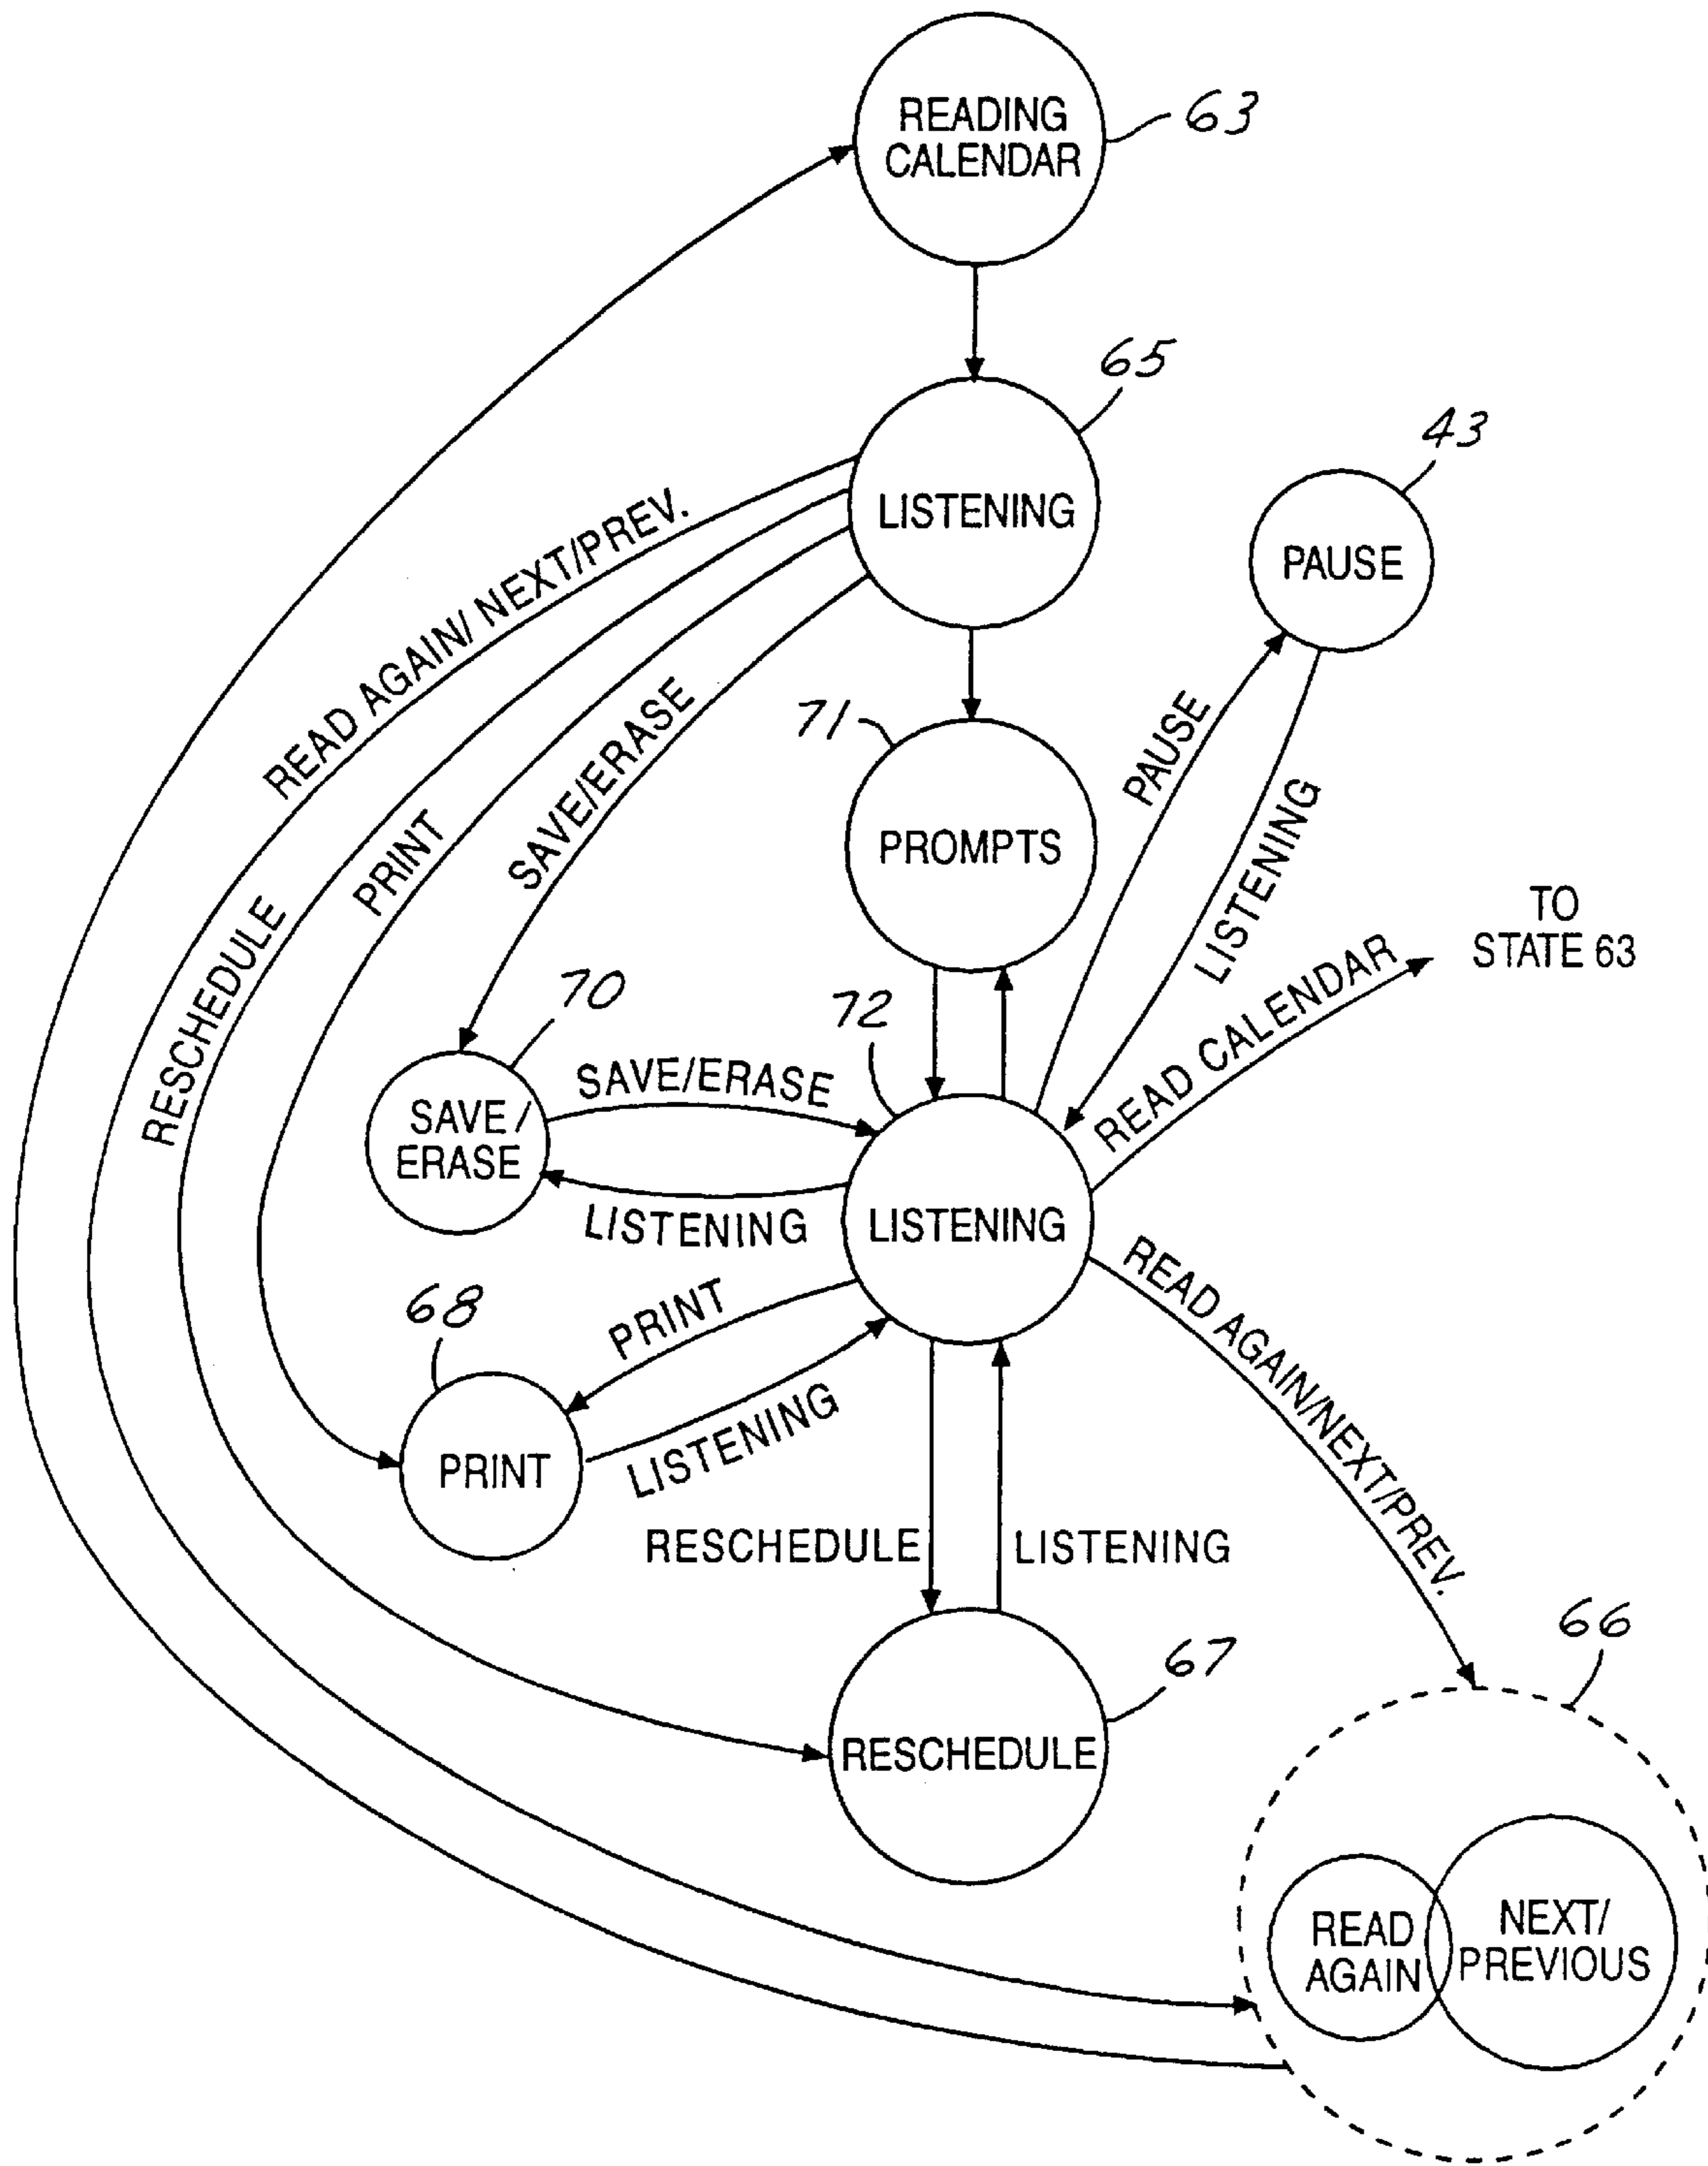 READING
CALENDAR
63
65
LISTENING
43
PAUSE
READ AGAIN/ NEXT/PREV.
RESCHEDULE
PRINT
SAVE/ERASE
71
PROMPTS
PAUSE
LISTENING
TO
STATE 63
READ CALENDAR
70
72
SAVE/
ERASE
SAVE/ERASE
LISTENING
LISTENING
68
PRINT
PRINT
LISTENING
READ AGAIN/NEXT/PREV.
RESCHEDULE
LISTENING
67
RESCHEDULE
66
READ
AGAIN
NEXT/
PREVIOUS